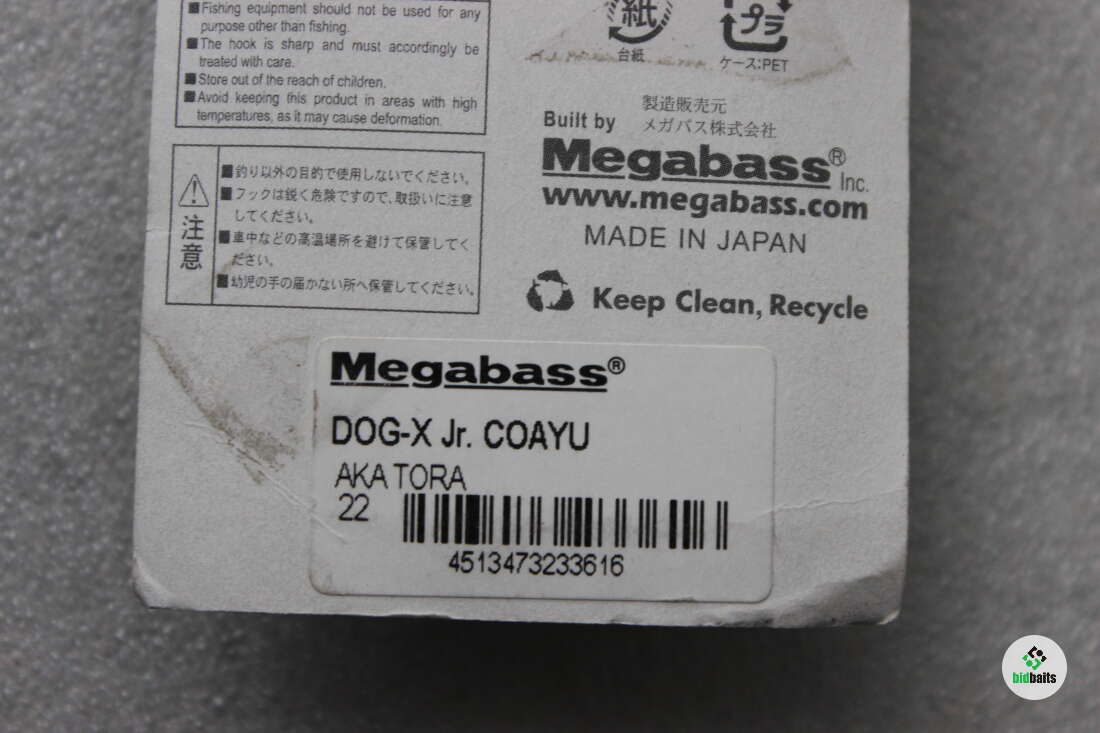 ■Fishing equipment should not be used for any
purpose other than fishing.
■The hook is sharp and must accordingly be
treated with care.
■Store out of the reach of children.
■Avoid keeping this product in areas with high
temperatures, as it may cause deformation.
紙
台紙
プラ
ケース:PET
注意
■釣り以外の目的で使用しないでください。
■フックは鋭く危険ですので、取扱いに注意
してください。
■車中などの高温場所を避けて保管してく
ださい。
■幼児の手の届かない所へ保管してください。
製造販売元
Built by メガバス株式会社
Megabass® Inc.
www.megabass.com
MADE IN JAPAN
Keep Clean, Recycle
Megabass®
DOG-X Jr. COAYU
AKA TORA
22
4513473233616
bidbaits